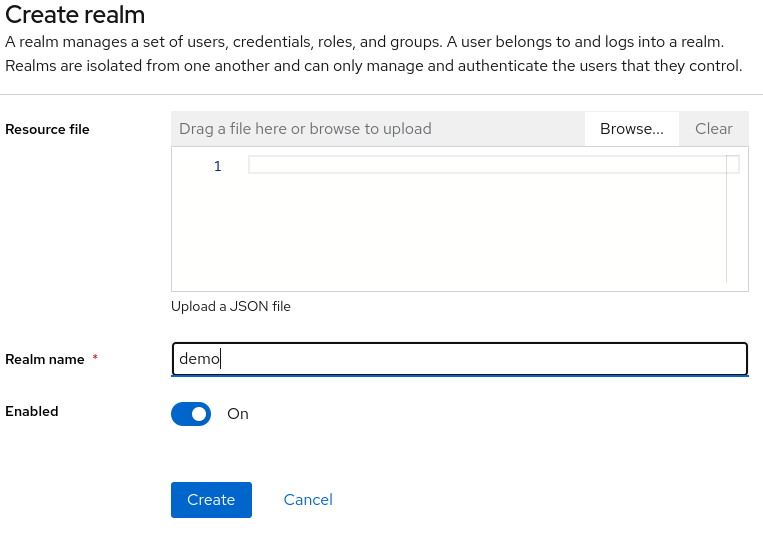 Create realm
A realm manages a set of users, credentials, roles, and groups. A user belongs to and logs into a realm.
Realms are isolated from one another and can only manage and authenticate the users that they control.
Resource file
Drag a file here or browse to upload
Browse...
Clear
1
Upload a JSON file
Realm name *
demo
Enabled
On
Create
Cancel